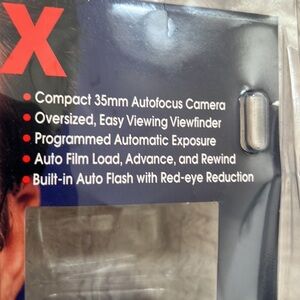 X
• Compact 35mm Autofocus Camera
• Oversized, Easy Viewing Viewfinder
• Programmed Automatic Exposure
• Auto Film Load, Advance, and Rewind
• Built-in Auto Flash with Red-eye Reduction